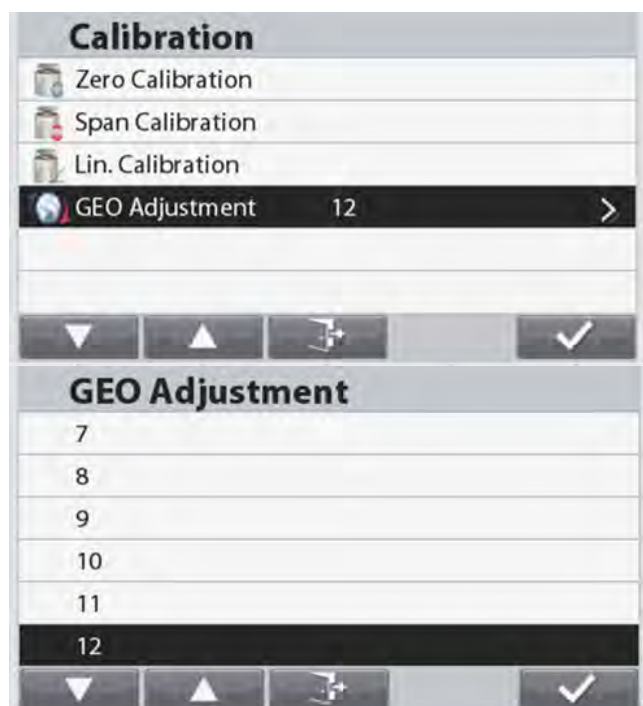 Calibration
Zero Calibration
Span Calibration
Lin. Calibration
GEO Adjustment 12
GEO Adjustment
7
8
9
10
11
12